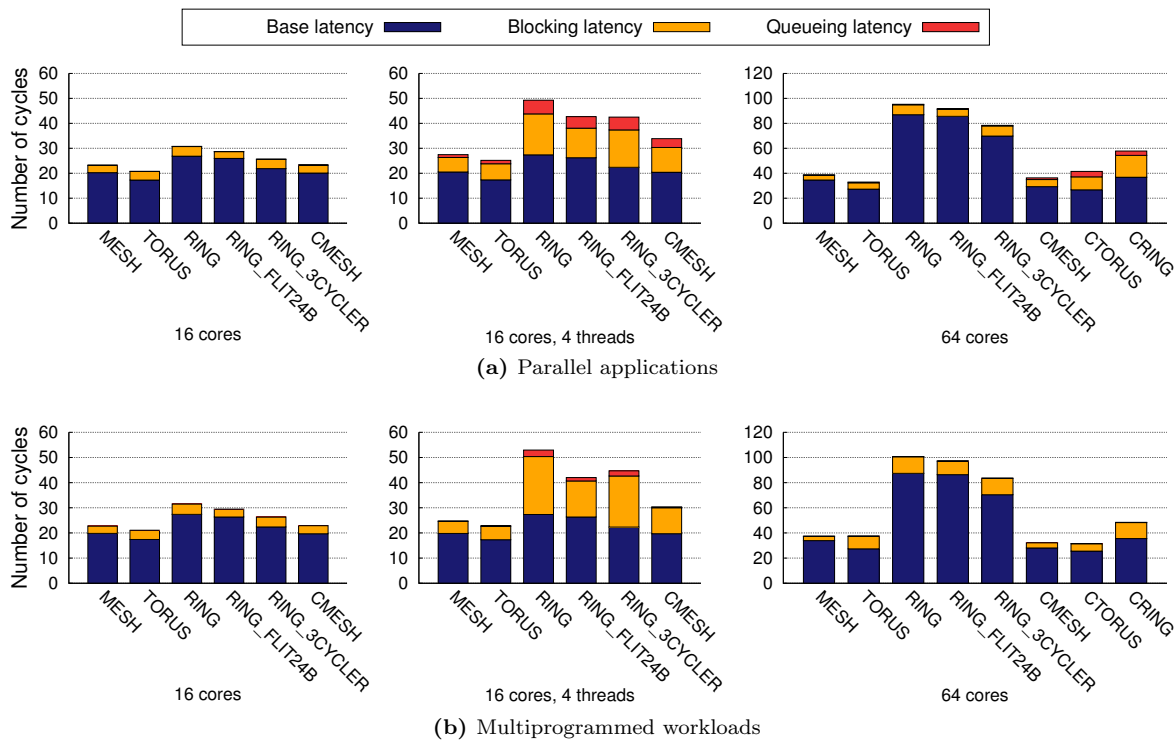 Base latency Blocking latency Queueing latency
Number of cycles
60
50
40
30
20
10
0
MESH
TORUS
RING
RING_FLIT24B
RING_3CYCLER
CMESH
16 cores
60
50
40
30
20
10
0
MESH
TORUS
RING
RING_FLIT24B
RING_3CYCLER
CMESH
16 cores, 4 threads
120
100
80
60
40
20
0
MESH
TORUS
RING
RING_FLIT24B
RING_3CYCLER
CMESH
CTORUS
CRING
64 cores
(a) Parallel applications
Number of cycles
60
50
40
30
20
10
0
MESH
TORUS
RING
RING_FLIT24B
RING_3CYCLER
CMESH
16 cores
60
50
40
30
20
10
0
MESH
TORUS
RING
RING_FLIT24B
RING_3CYCLER
CMESH
16 cores, 4 threads
120
100
80
60
40
20
0
MESH
TORUS
RING
RING_FLIT24B
RING_3CYCLER
CMESH
CTORUS
CRING
64 cores
(b) Multiprogrammed workloads